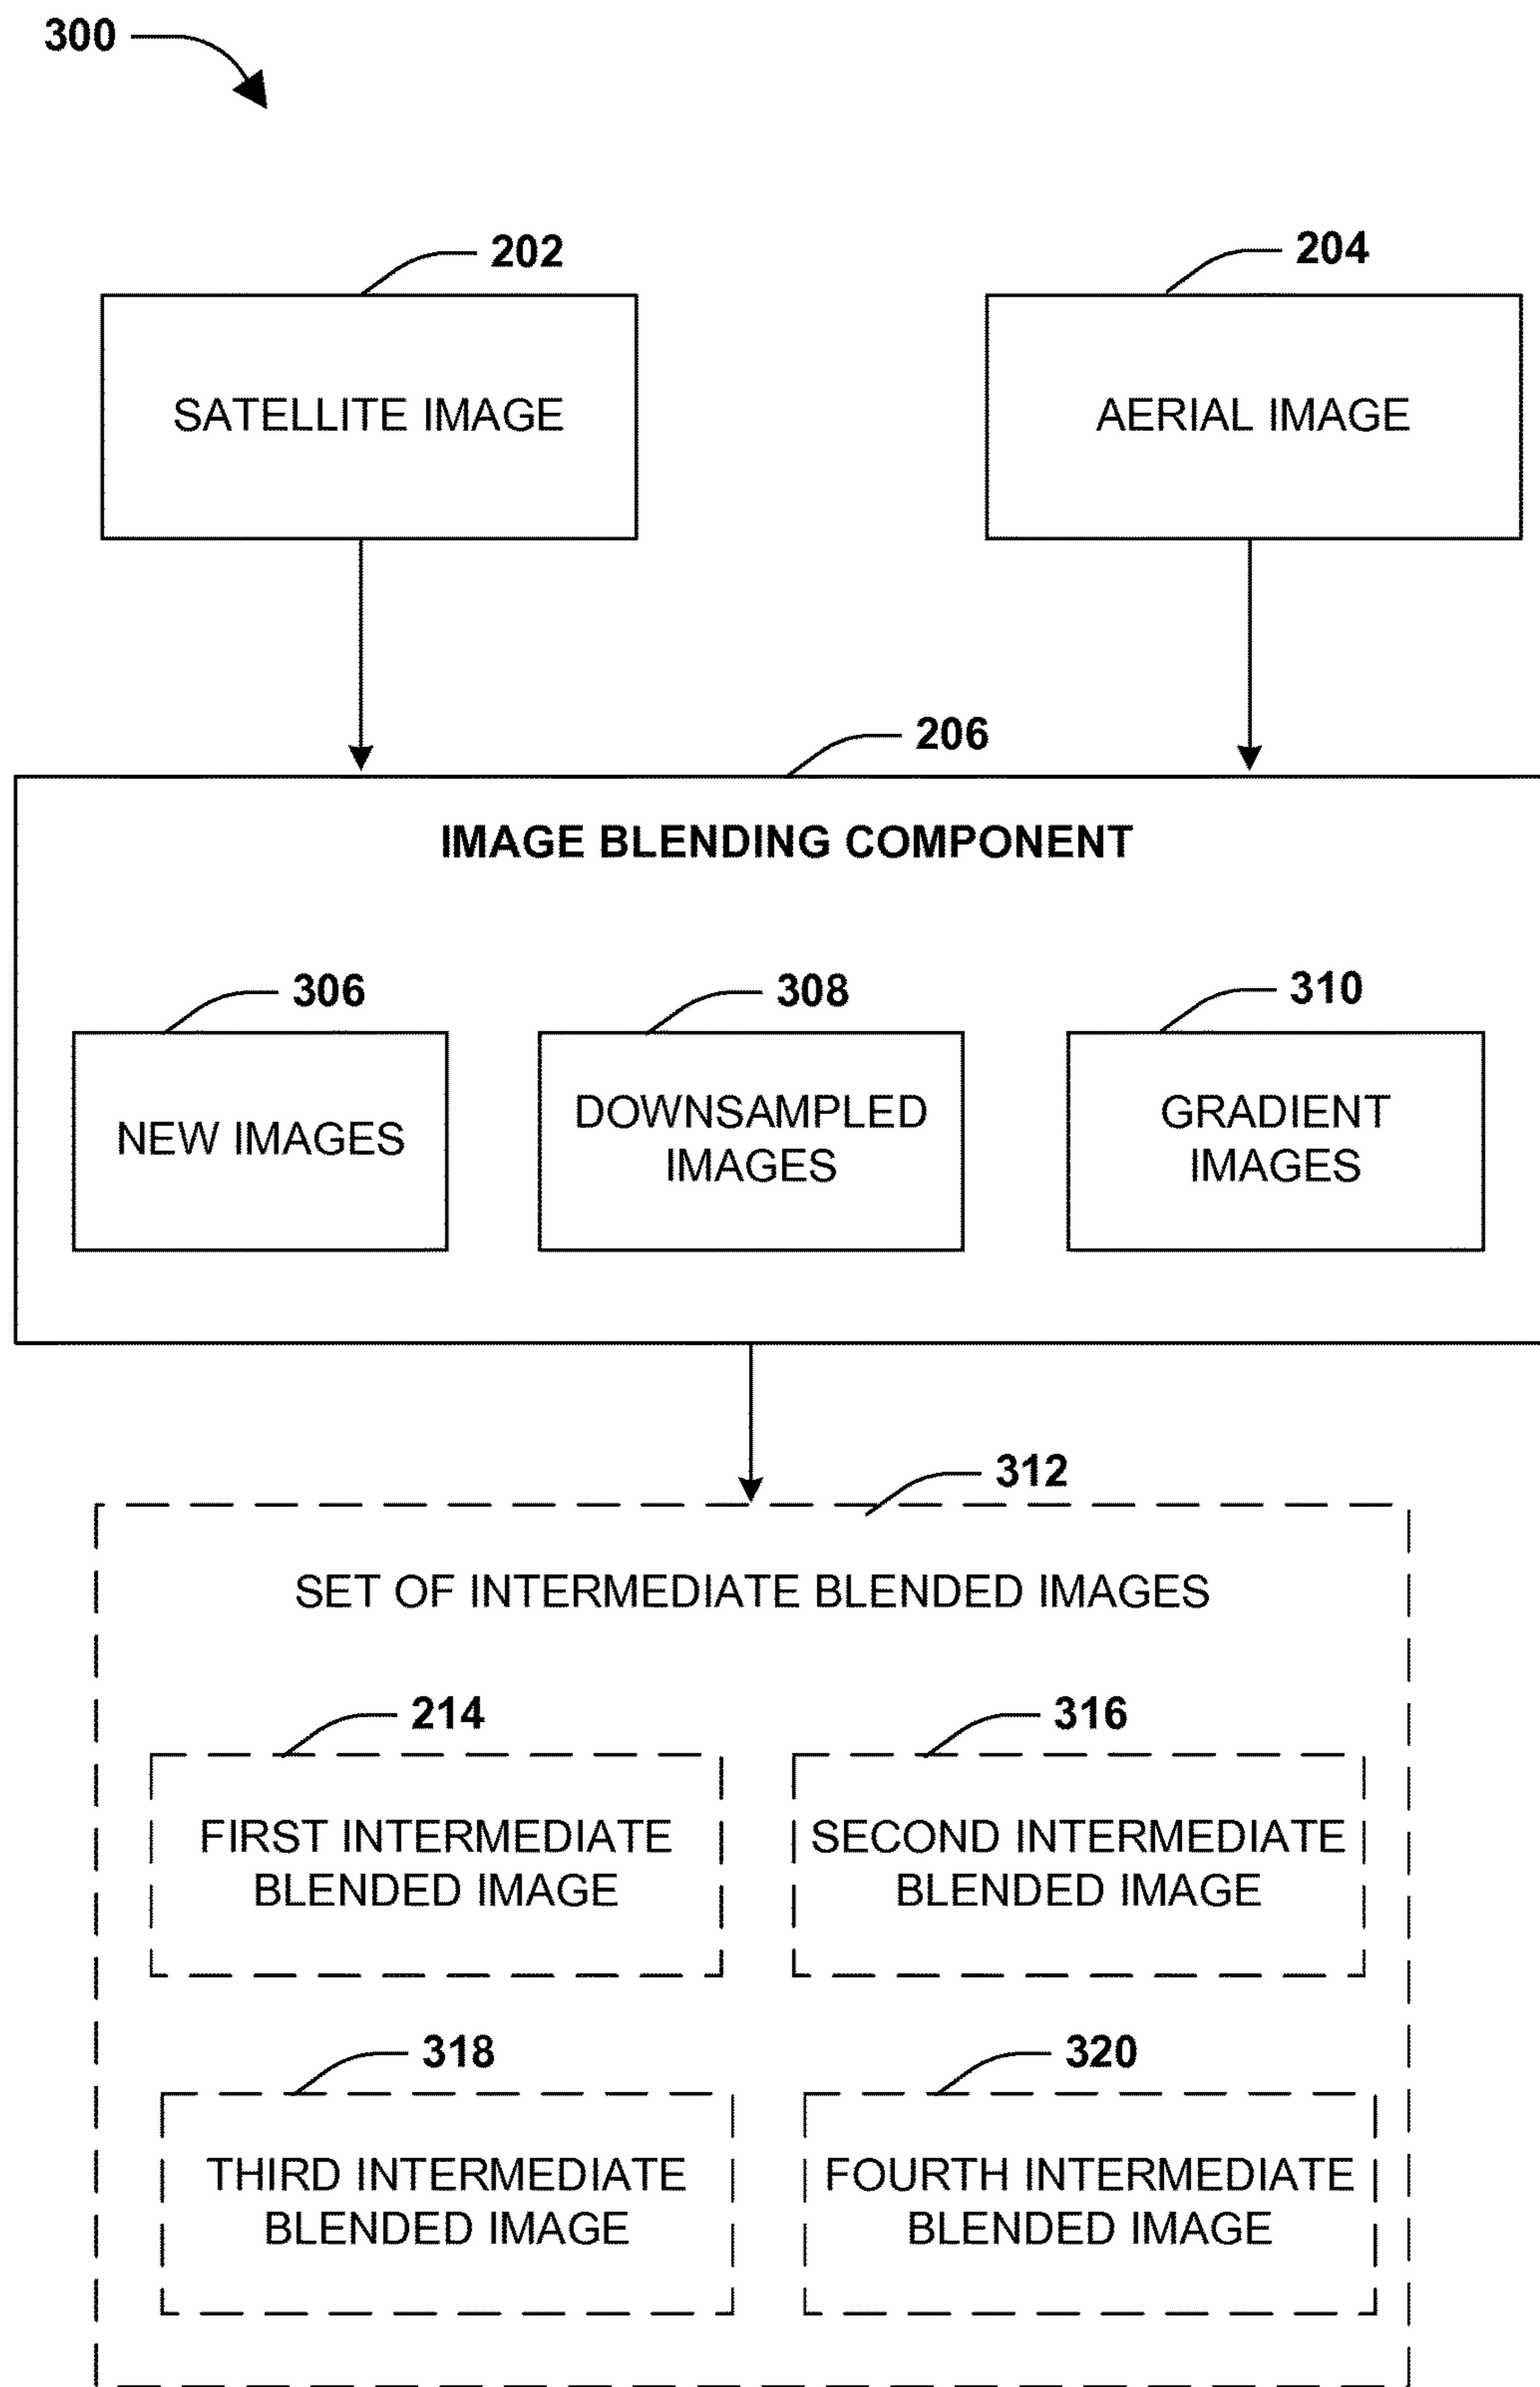 300
202
204
SATELLITE IMAGE
AERIAL IMAGE
206
IMAGE BLENDING COMPONENT
306
308
310
NEW IMAGES
DOWNSAMPLED
IMAGES
GRADIENT
IMAGES
312
SET OF INTERMEDIATE BLENDED IMAGES
214
316
FIRST INTERMEDIATE
BLENDED IMAGE
SECOND INTERMEDIATE
BLENDED IMAGE
318
320
THIRD INTERMEDIATE
BLENDED IMAGE
FOURTH INTERMEDIATE
BLENDED IMAGE